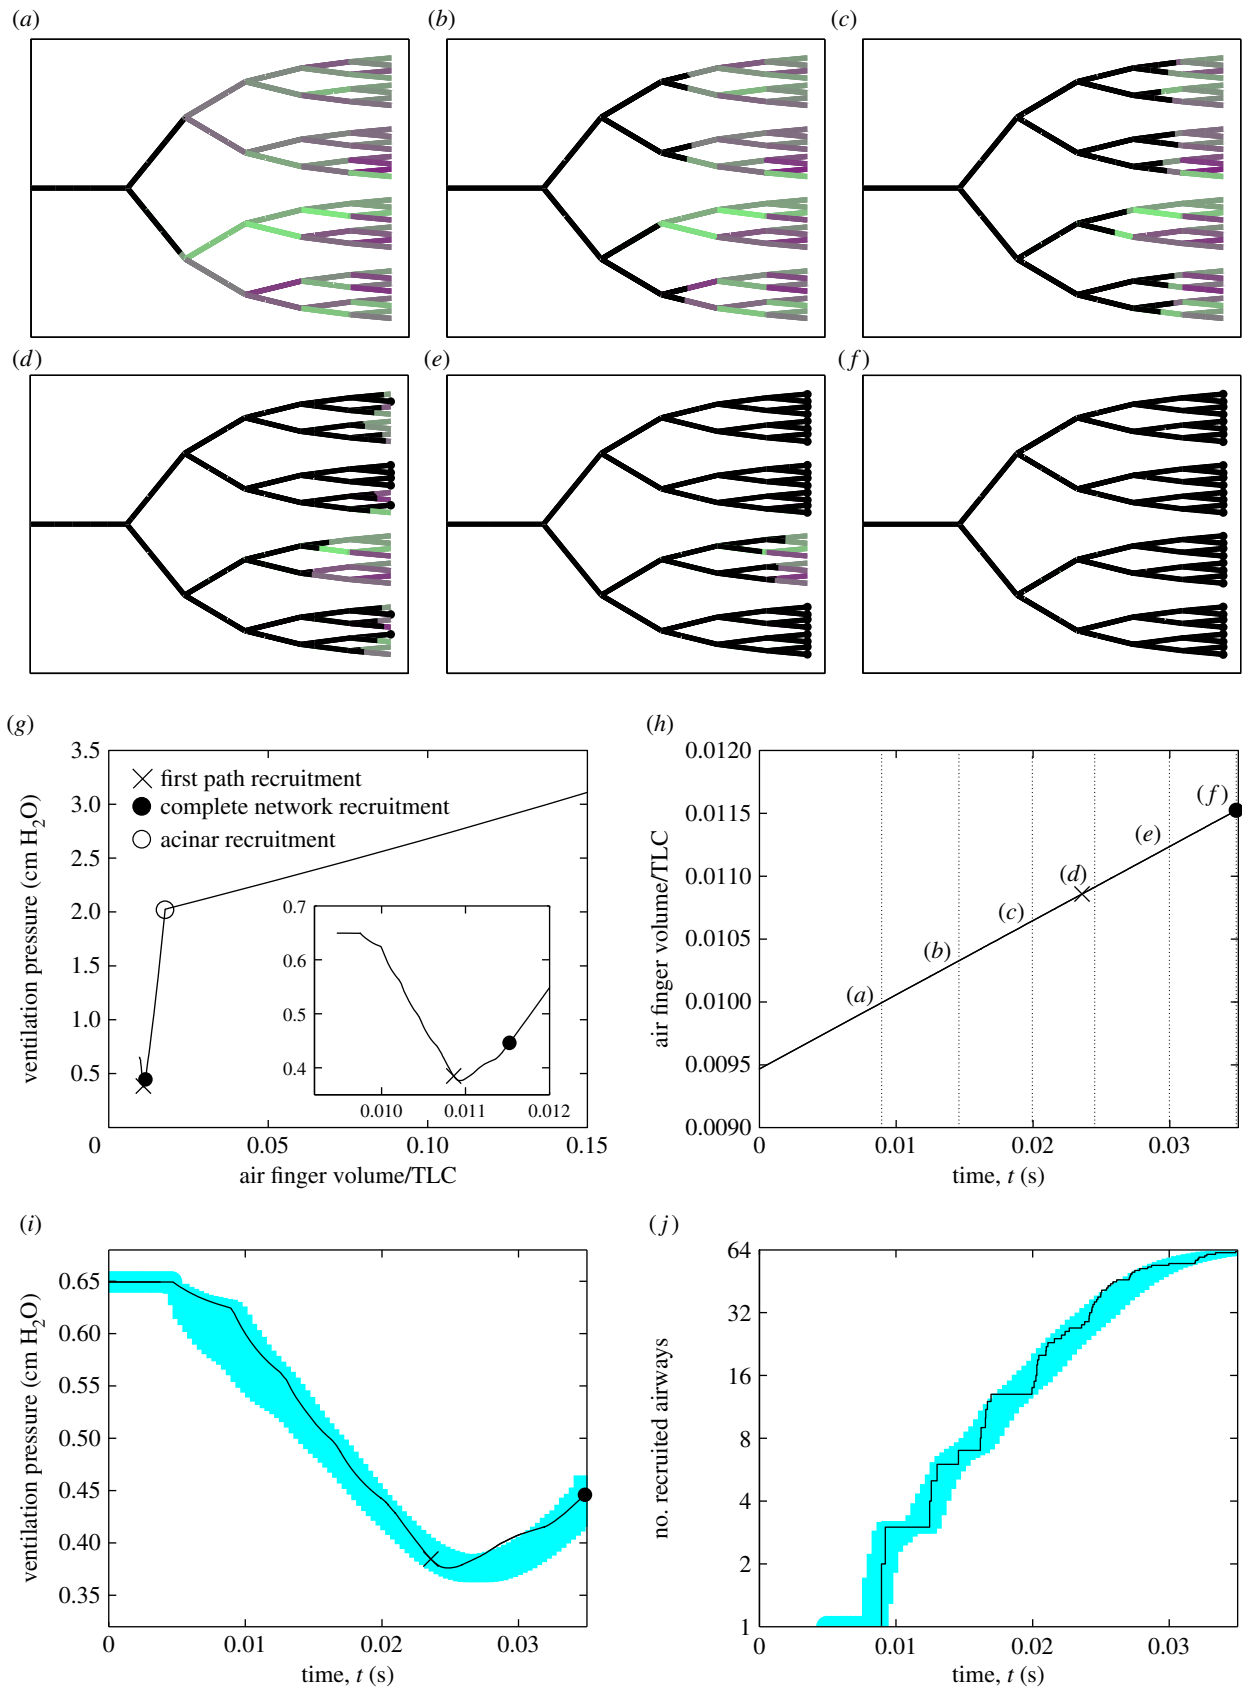 (a)
(b)
(c)
(d)
(e)
(f)
(g)
3.5
3.0
2.5
2.0
1.5
1.0
0.5
0
0.05
0.10
0.15
ventilation pressure (cm H2O)
air finger volume/TLC
first path recruitment
complete network recruitment
acinar recruitment
0.7
0.6
0.5
0.4
0.010
0.011
0.012
(h)
0.0120
0.0115
0.0110
0.0105
0.0100
0.0095
0.0090
0
0.01
0.02
0.03
air finger volume/TLC
time, t (s)
(a)
(b)
(c)
(d)
(e)
(f)
(i)
0.65
0.60
0.55
0.50
0.45
0.40
0.35
0
0.01
0.02
0.03
ventilation pressure (cm H2O)
time, t (s)
(j)
64
32
16
8
4
2
1
0
0.01
0.02
0.03
no. recruited airways
time, t (s)